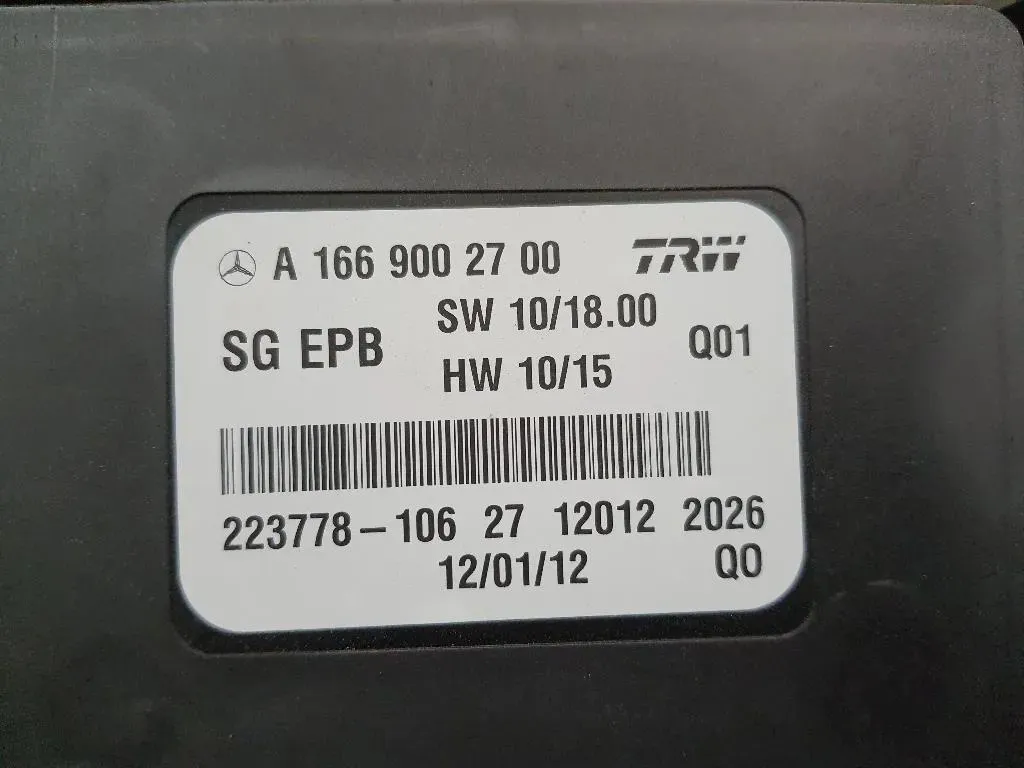 A 166 900 27 00 TRW
SW 10/18.00
SG EPB Q01
HW 10/15
223778-106 27 12012 2026
12/01/12 Q0